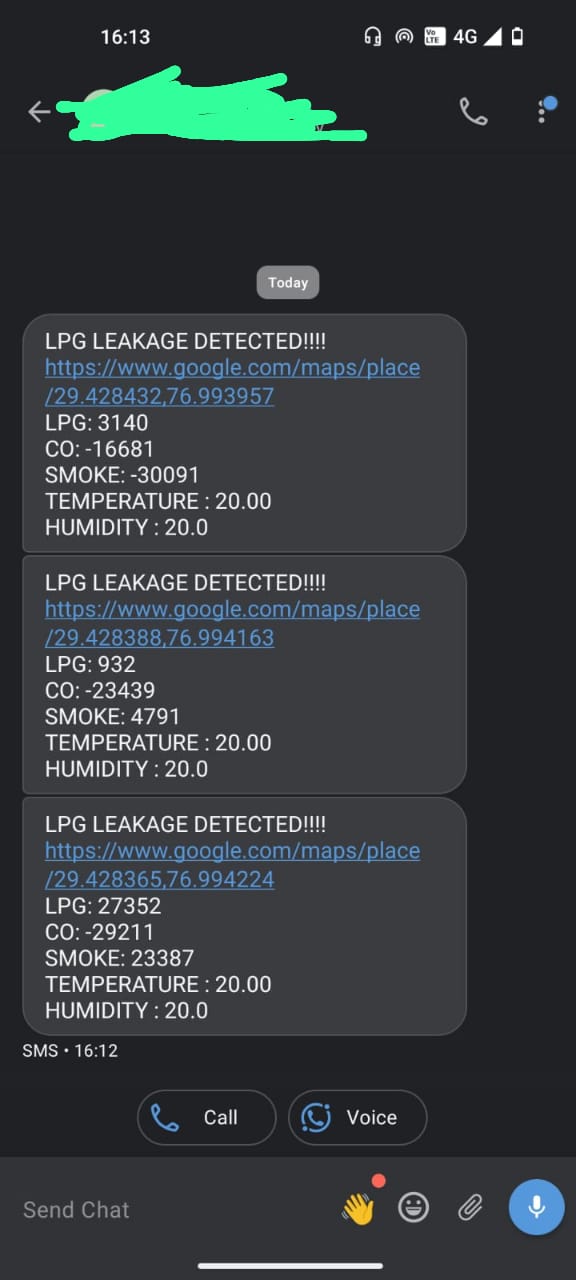 16:13
Vo LTE 4G
Today
LPG LEAKAGE DETECTED!!!!
https://www.google.com/maps/place
/29.428432,76.993957
LPG: 3140
CO: -16681
SMOKE: -30091
TEMPERATURE : 20.00
HUMIDITY : 20.0
LPG LEAKAGE DETECTED!!!!
https://www.google.com/maps/place
/29.428388,76.994163
LPG: 932
CO: -23439
SMOKE: 4791
TEMPERATURE : 20.00
HUMIDITY : 20.0
LPG LEAKAGE DETECTED!!!!
https://www.google.com/maps/place
/29.428365,76.994224
LPG: 27352
CO: -29211
SMOKE: 23387
TEMPERATURE : 20.00
HUMIDITY : 20.0
SMS • 16:12
Call
Voice
Send Chat